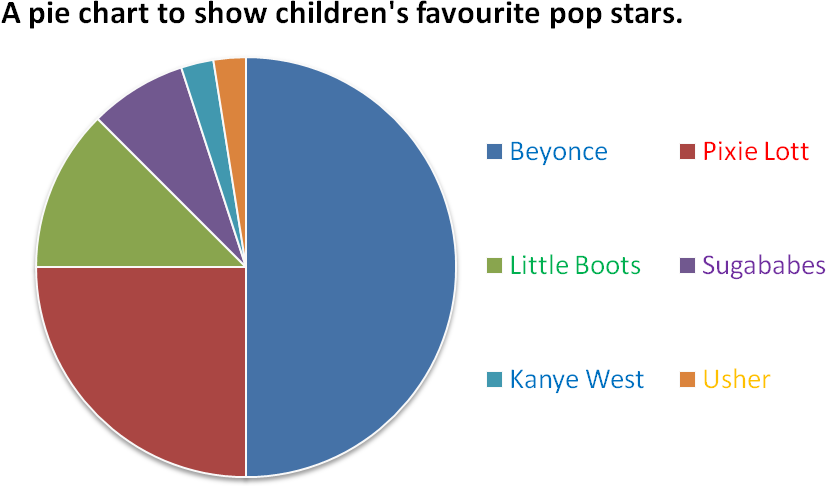 A pie chart to show children's favourite pop stars.
Beyonce
Pixie Lott
Little Boots
Sugababes
Kanye West
Usher